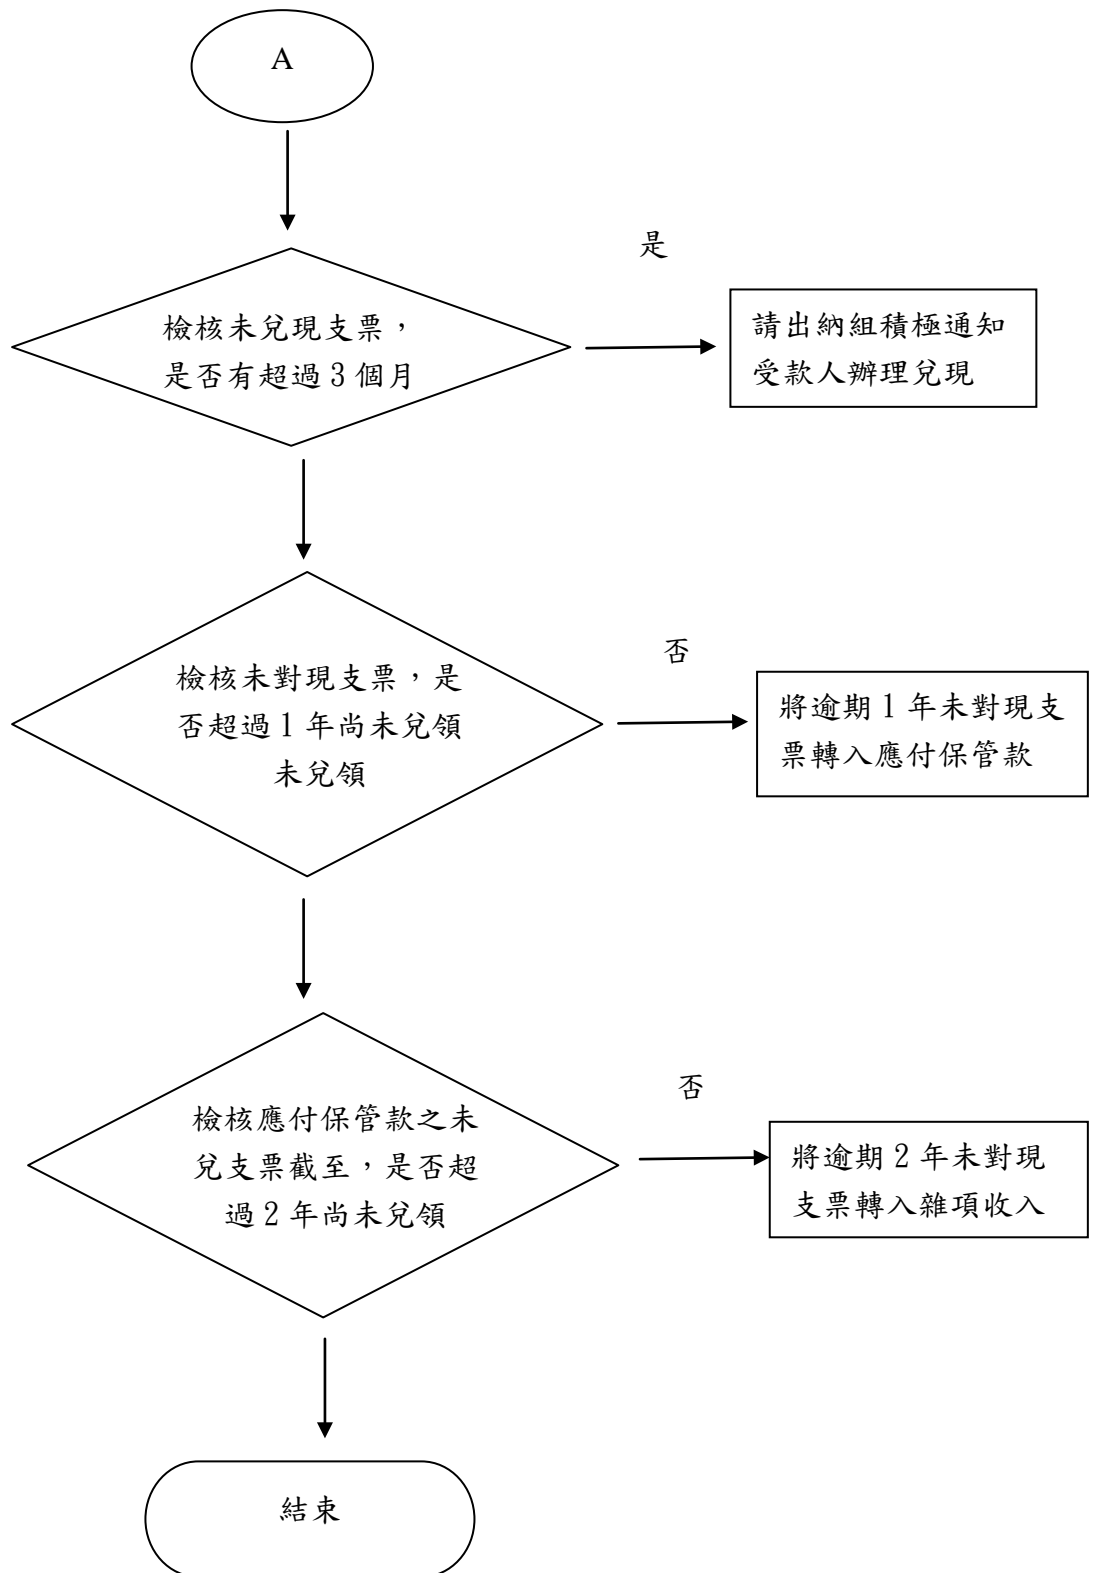 A
是
檢核未兌現支票，
是否有超過3個月
請出納組積極通知
受款人辦理兌現
否
檢核未對現支票，是
否超過1年尚未兌領
未兌領
將逾期1年未對現支
票轉入應付保管款
否
檢核應付保管款之未
兌支票截至，是否超
過2年尚未兌領
將逾期2年未對現
支票轉入雜項收入
結束